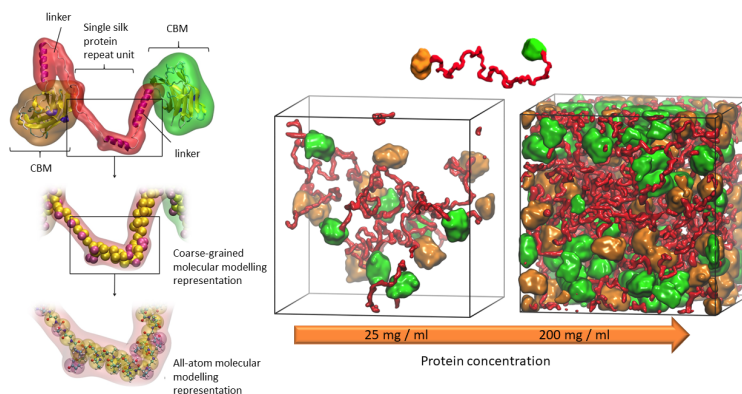 linker
Single silk
protein
repeat unit
CBM
linker
CBM
Coarse-grained
molecular modelling
representation
All-atom molecular
modelling
representation
25 mg / ml
200 mg / ml
Protein concentration